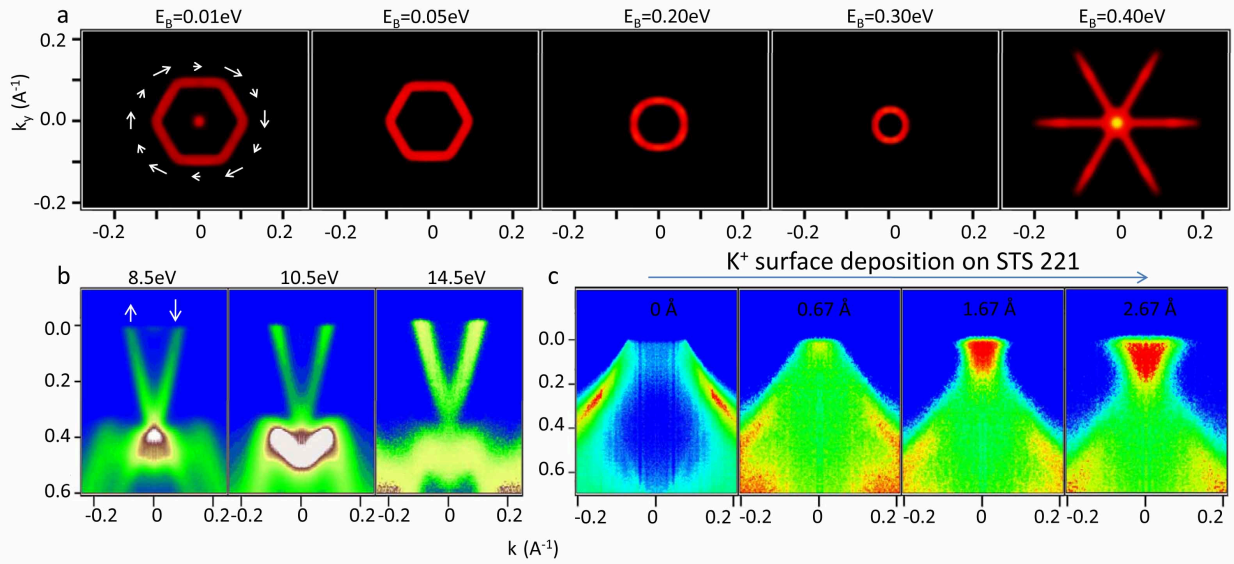 a
E_B=0.01eV E_B=0.05eV E_B=0.20eV E_B=0.30eV E_B=0.40eV
0.2
0.0
-0.2
k_y (A⁻¹)
-0.2 0 0.2 -0.2 0 0.2 -0.2 0 0.2 -0.2 0 0.2 -0.2 0 0.2
b
8.5eV 10.5eV 14.5eV
0.0
0.2
0.4
0.6
-0.2 0 0.2 -0.2 0 0.2 -0.2 0 0.2
c
K⁺ surface deposition on STS 221
0 Å 0.67 Å 1.67 Å 2.67 Å
0.0
0.2
0.4
0.6
-0.2 0 0.2 -0.2 0 0.2 -0.2 0 0.2 -0.2 0 0.2
k (A⁻¹)